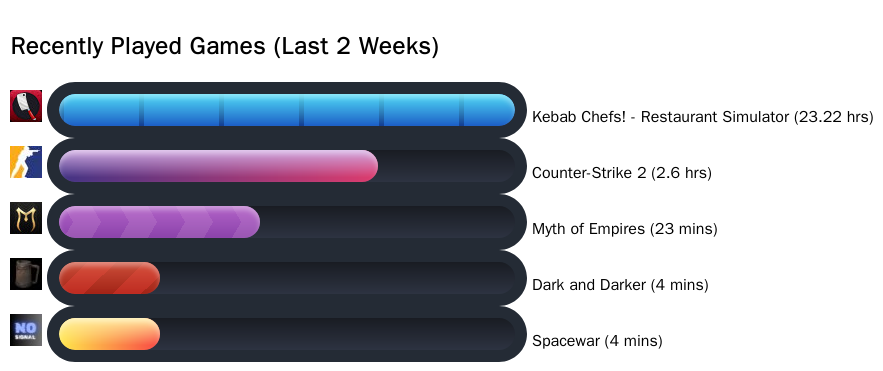 Recently Played Games (Last 2 Weeks)
Kebab Chefs! - Restaurant Simulator (23.22 hrs)
Counter-Strike 2 (2.6 hrs)
Myth of Empires (23 mins)
Dark and Darker (4 mins)
NO
SIGNAL
Spacewar (4 mins)